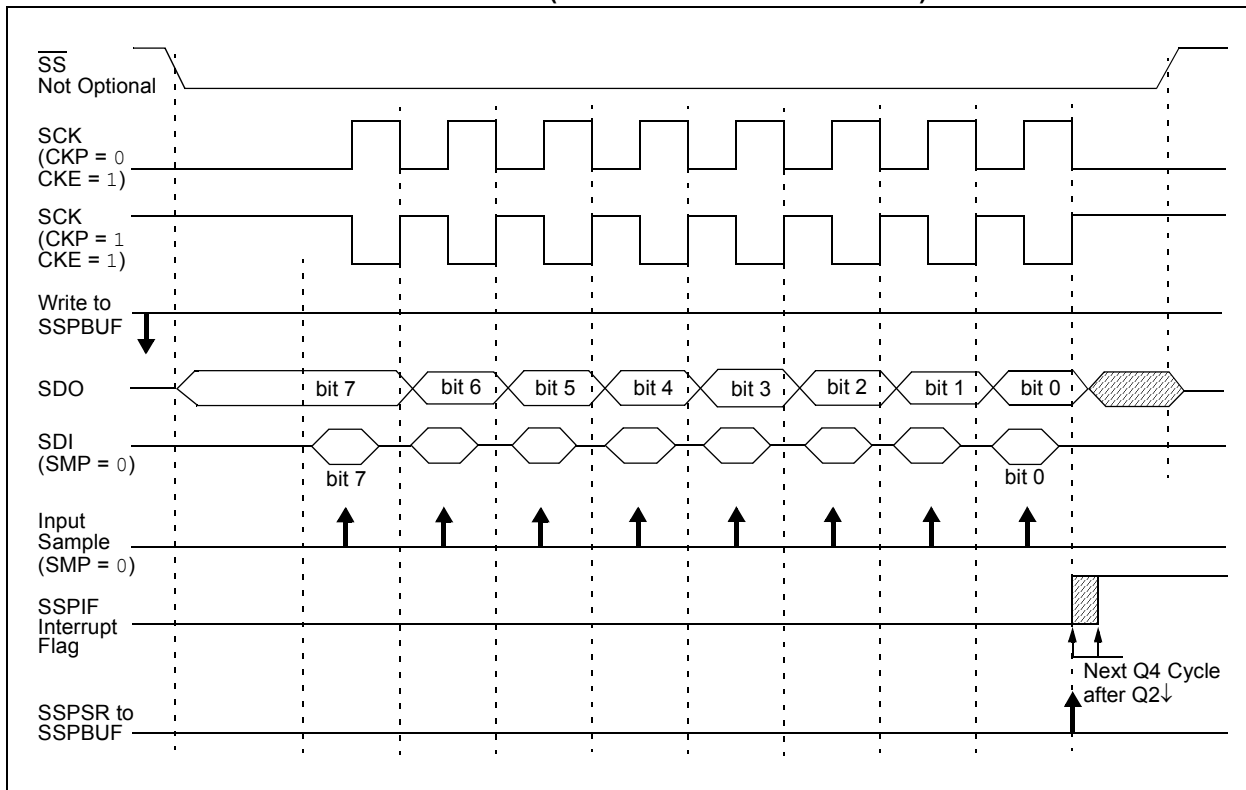 SS
Not Optional
SCK
(CKP = 0
CKE = 1)
SCK
(CKP = 1
CKE = 1)
Write to
SSPBUF
SDO
bit 7
bit 6
bit 5
bit 4
bit 3
bit 2
bit 1
bit 0
SDI
(SMP = 0)
bit 7
bit 0
Input
Sample
(SMP = 0)
SSPIF
Interrupt
Flag
Next Q4 Cycle
after Q2↓
SSPSR to
SSPBUF